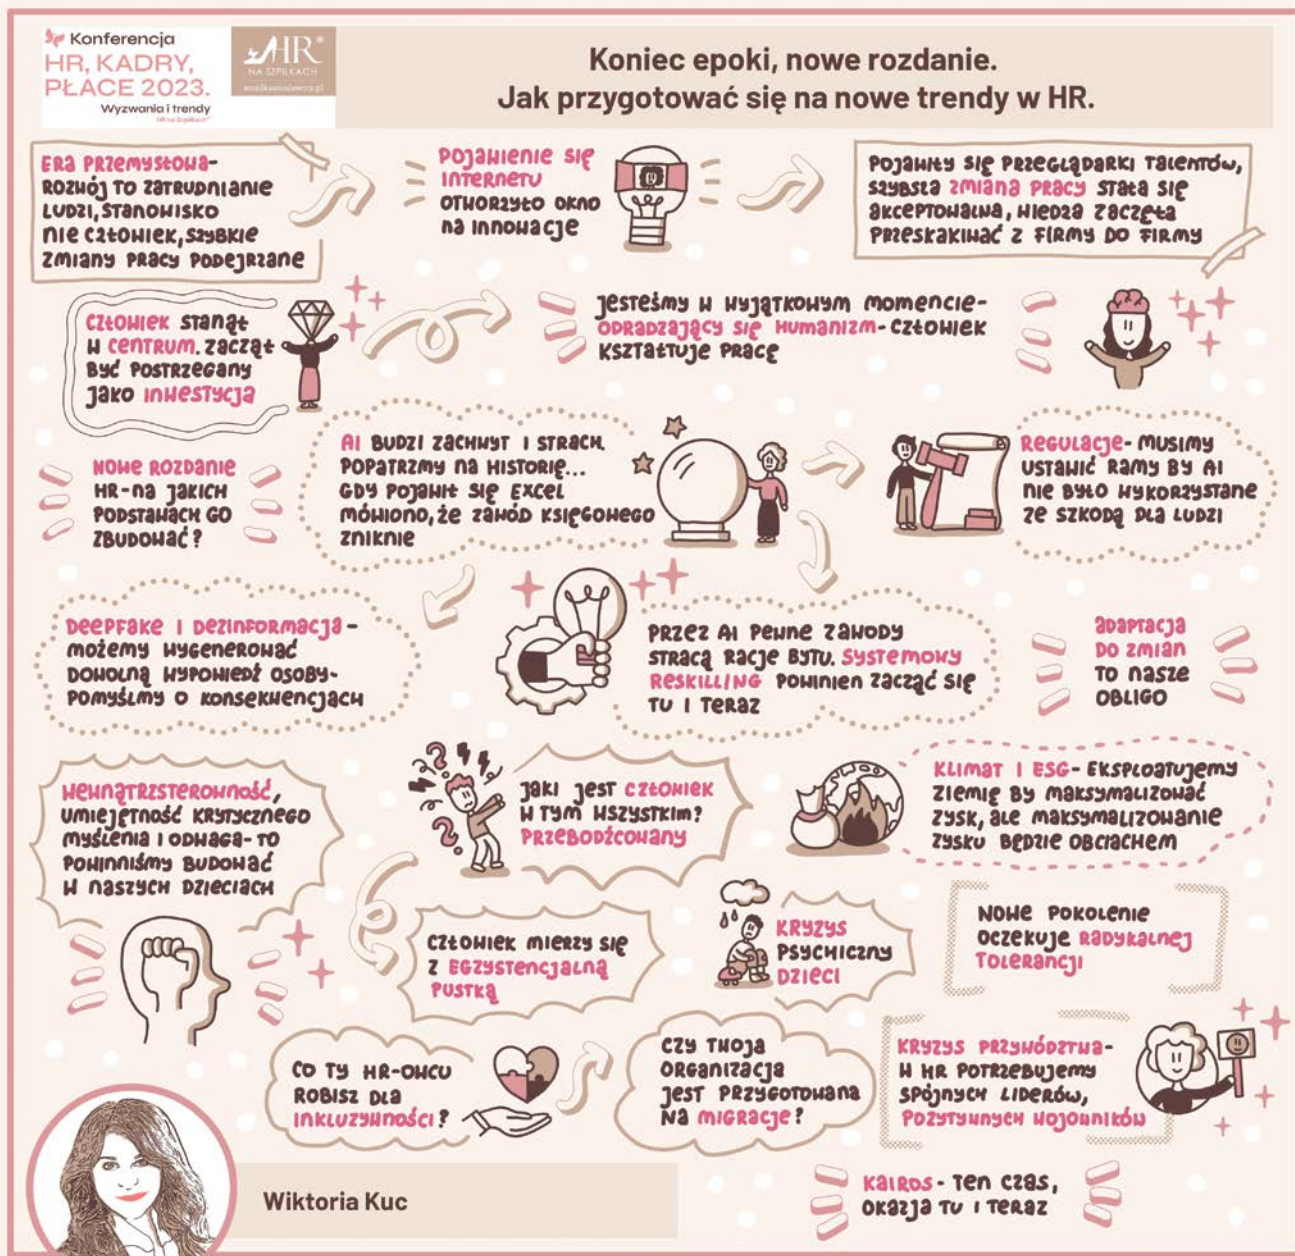 Konferencja
HR, KADRY,
PŁACE 2023.
Wyzwania i trendy
HR na Szpilkach®
HR®
NA SZPILKACH
Koniec epoki, nowe rozdanie.
Jak przygotować się na nowe trendy w HR.
ERA PRZEMYSŁOWA-
ROZWÓJ TO ZATRUDNIANIE
LUDZI, STANOWISKO
NIE CZŁOWIEK, SZYBKIE
ZMIANY PRACY PODEJRZANE
POJAWIENIE SIĘ
INTERNETU
OTWORZYŁO OKNO
NA INNOWACJE
POJAWIŁY SIĘ PRZEGLĄDARKI TALENTÓW,
SZYBSZA ZMIANA PRACY STAŁA SIĘ
AKCEPTOWALNA, WIEDZA ZACZĘŁA
PRZESKAKIWAĆ Z FIRMY DO FIRMY
CZŁOWIEK STANĄŁ
W CENTRUM. ZACZĄŁ
BYĆ POSTRZEGANY
JAKO INWESTYCJA
JESTEŚMY W WYJĄTKOWYM MOMENCIE-
ODRADZAJĄCY SIĘ HUMANIZM - CZŁOWIEK
KSZTAŁTUJE PRACĘ
NOWE ROZDANIE
HR-NA JAKICH
PODSTAWACH GO
ZBUDOWAĆ?
AI BUDZI ZACHWYT I STRACH.
POPATRZMY NA HISTORIĘ...
GDY POJAWIŁ SIĘ EXCEL
MÓWIONO, ŻE ZAWÓD KSIĘGOWEGO
ZNIKNIE
REGULACJE- MUSIMY
USTAWIĆ RAMY BY AI
NIE BYŁO WYKORZYSTANE
ZE SZKODĄ DLA LUDZI
DEEPFAKE I DEZINFORMACJA -
MOŻEMY WYGENEROWAĆ
DOWOLNĄ WYPOWIEDŹ OSOBY-
POMYŚLMY O KONSEKWENCJACH
PRZEZ AI PEWNE ZAWODY
STRACĄ RACJE BYTU. SYSTEMOWY
RESKILLING POWINIEN ZACZĄĆ SIĘ
TU I TERAZ
ADAPTACJA
DO ZMIAN
TO NASZE
OBLIGO
WEWNĄTRZSTEROWNOŚĆ,
UMIEJĘTNOŚĆ KRYTYCZNEGO
MYŚLENIA I ODWAGA- TO
POWINNIŚMY BUDOWAĆ
W NASZYCH DZIECIACH
JAKI JEST CZŁOWIEK
W TYM WSZYSTKIM?
PRZEBODŹCOWANY
KLIMAT I ESG- EKSPLOATUJEMY
ZIEMIĘ BY MAKSYMALIZOWAĆ
ZYSK, ALE MAKSYMALIZOWANIE
ZYSKU BĘDZIE OBCIACHEM
CZŁOWIEK MIERZY SIĘ
Z EGZYSTENCJALNĄ
PUSTKĄ
KRYZYS
PSYCHICZNY
DZIECI
NOWE POKOLENIE
OCZEKUJE RADYKALNEJ
TOLERANCJI
CO TY HR-OWCU
ROBISZ DLA
INKLUZYWNOŚCI?
CZY TWOJA
ORGANIZACJA
JEST PRZYGOTOWANA
NA MIGRACJE?
KRYZYS PRZYWÓDZTWA-
W HR POTRZEBUJEMY
SPÓJNYCH LIDERÓW,
POZYTYWNYCH WOJOWNIKÓW
Wiktoria Kuc
KAIROS - TEN CZAS,
OKAZJA TU I TERAZ